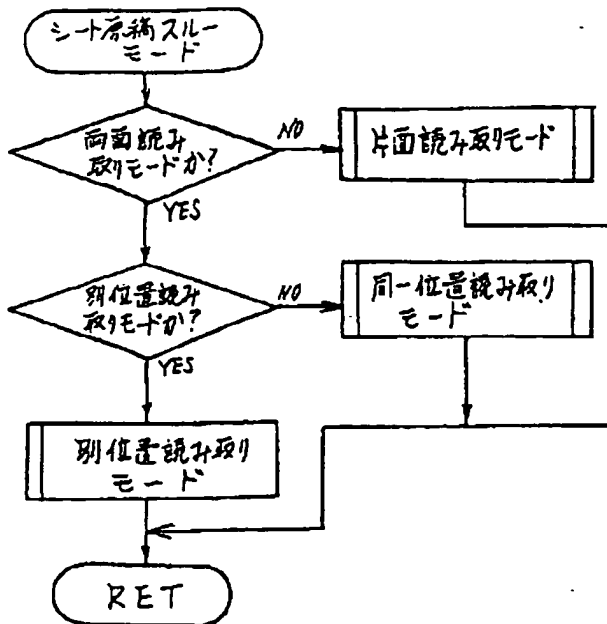 シート原稿スルー
モード
両面読み
取りモードか?
NO
片面読み取りモード
YES
別位置読み
取りモードか?
NO
同一位置読み取り
モード
YES
別位置読み取り
モード
RET